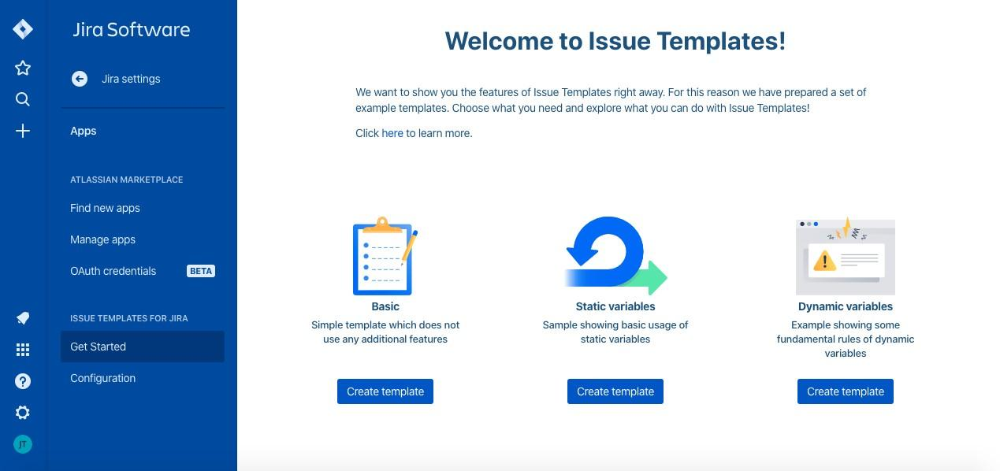 Jira Software
Jira settings
Apps
ATLASSIAN MARKETPLACE
Find new apps
Manage apps
OAuth credentials BETA
ISSUE TEMPLATES FOR JIRA
Get Started
Configuration
JT
Welcome to Issue Templates!
We want to show you the features of Issue Templates right away. For this reason we have prepared a set of
example templates. Choose what you need and explore what you can do with Issue Templates!
Click here to learn more.
Basic
Simple template which does not
use any additional features
Create template
Static variables
Sample showing basic usage of
static variables
Create template
Dynamic variables
Example showing some
fundamental rules of dynamic
variables
Create template